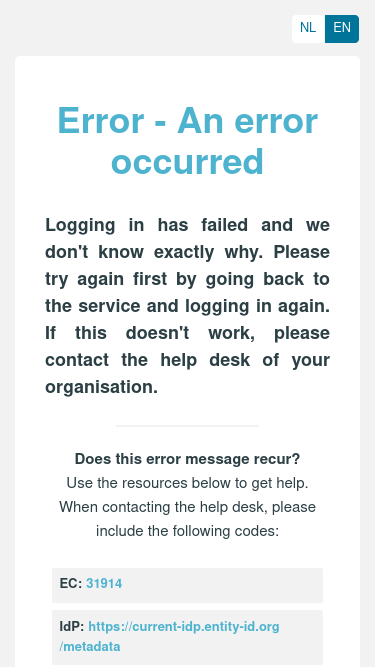 NL EN
Error - An error
occurred
Logging in has failed and we
don't know exactly why. Please
try again first by going back to
the service and logging in again.
If this doesn't work, please
contact the help desk of your
organisation.
Does this error message recur?
Use the resources below to get help.
When contacting the help desk, please
include the following codes:
EC: 31914
IdP: https://current-idp.entity-id.org
/metadata